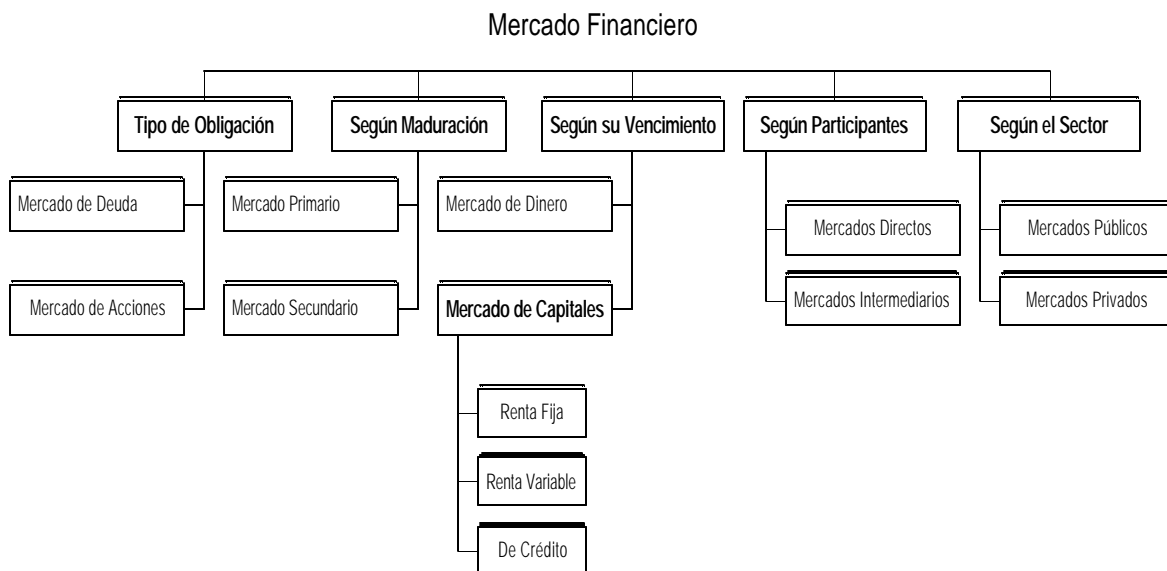 Mercado Financiero
Tipo de Obligación
Según Maduración
Según su Vencimiento
Según Participantes
Según el Sector
Mercado de Deuda
Mercado Primario
Mercado de Dinero
Mercados Directos
Mercados Públicos
Mercado de Acciones
Mercado Secundario
Mercado de Capitales
Mercados Intermediarios
Mercados Privados
Renta Fija
Renta Variable
De Crédito